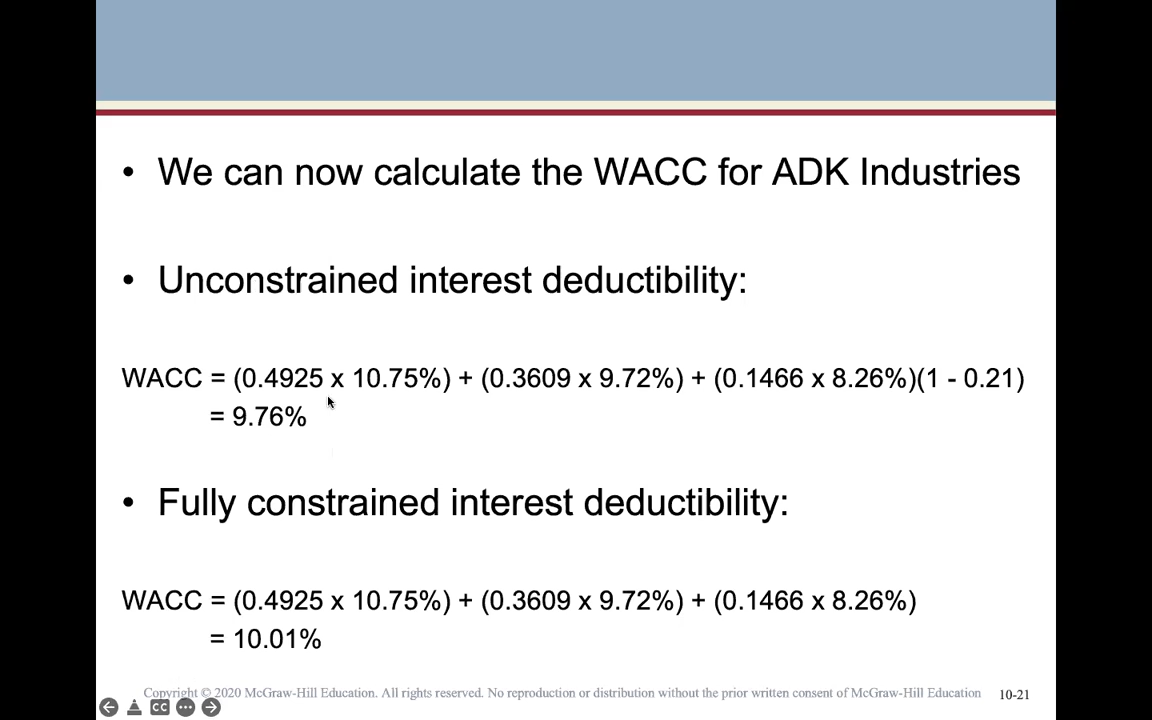 • We can now calculate the WACC for ADK Industries
• Unconstrained interest deductibility:
WACC = (0.4925 x 10.75%) + (0.3609 x 9.72%) + (0.1466 x 8.26%)(1 - 0.21)
= 9.76%
• Fully constrained interest deductibility:
WACC = (0.4925 x 10.75%) + (0.3609 x 9.72%) + (0.1466 x 8.26%)
= 10.01%
Copyright © 2020 McGraw-Hill Education. All rights reserved. No reproduction or distribution without the prior written consent of McGraw-Hill Education 10-21
CC